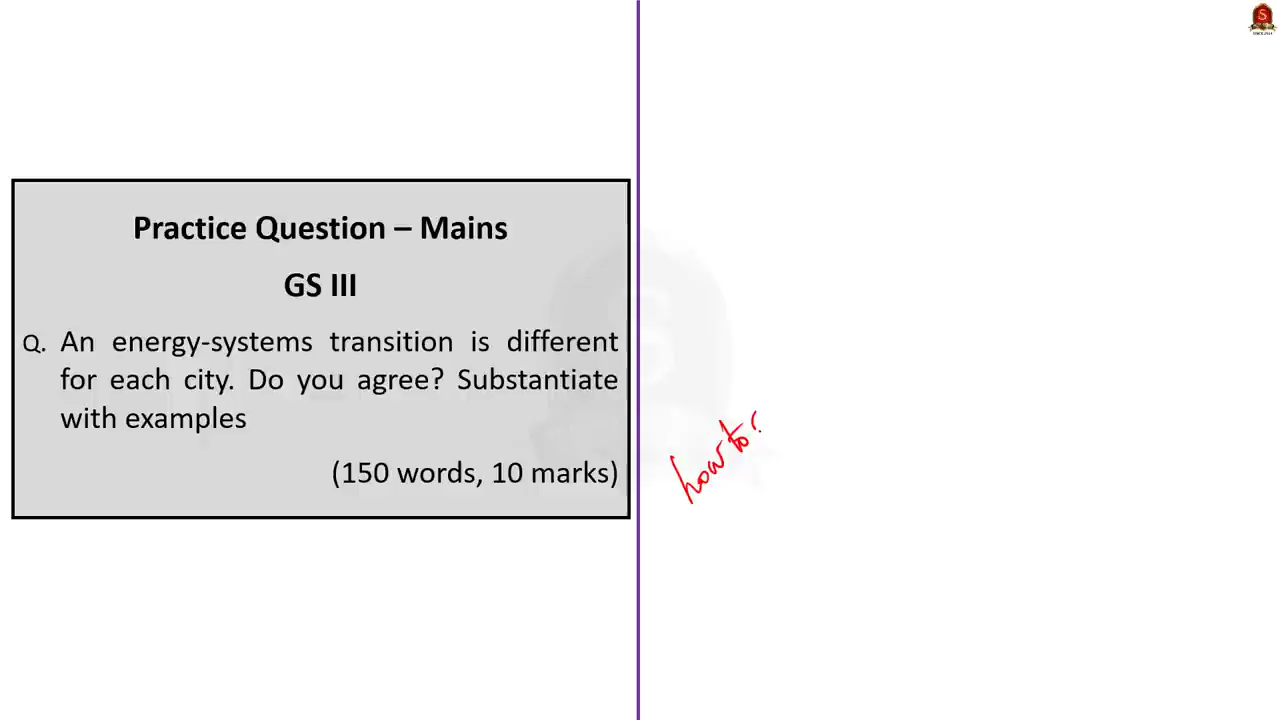 Practice Question – Mains
GS III
Q. An energy-systems transition is different
for each city. Do you agree? Substantiate
with examples
(150 words, 10 marks)
how to